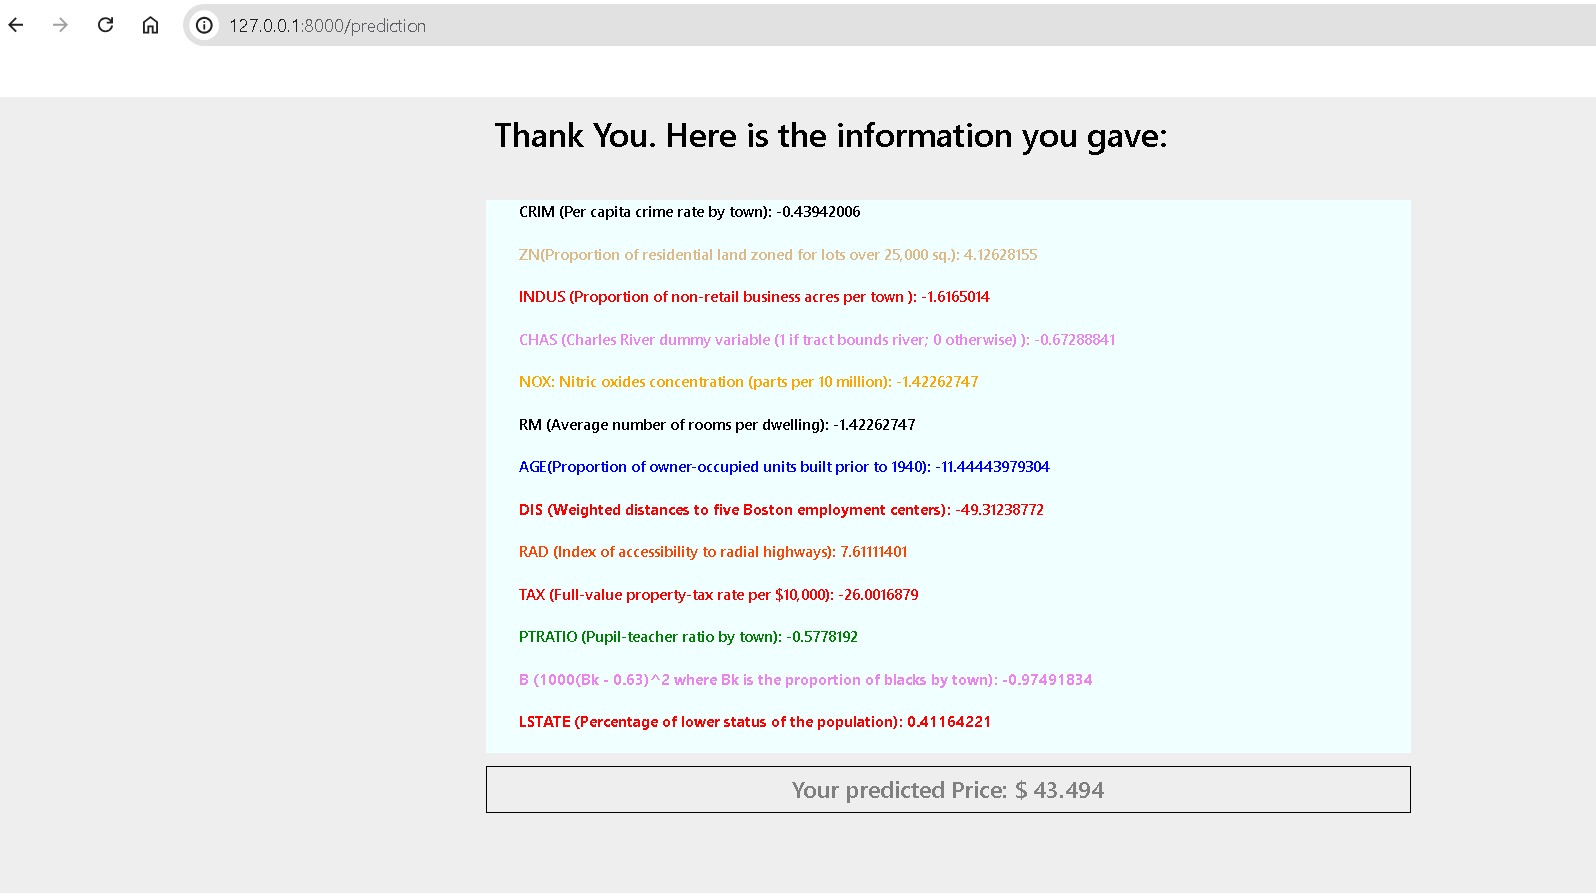 127.0.0.1:8000/prediction
Thank You. Here is the information you gave:
CRIM (Per capita crime rate by town): -0.43942006
ZN(Proportion of residential land zoned for lots over 25,000 sq.): 4.12628155
INDUS (Proportion of non-retail business acres per town ): -1.6165014
CHAS (Charles River dummy variable (1 if tract bounds river; 0 otherwise) ): -0.67288841
NOX: Nitric oxides concentration (parts per 10 million): -1.42262747
RM (Average number of rooms per dwelling): -1.42262747
AGE(Proportion of owner-occupied units built prior to 1940): -11.44443979304
DIS (Weighted distances to five Boston employment centers): -49.31238772
RAD (Index of accessibility to radial highways): 7.61111401
TAX (Full-value property-tax rate per $10,000): -26.0016879
PTRATIO (Pupil-teacher ratio by town): -0.5778192
B (1000(Bk - 0.63)^2 where Bk is the proportion of blacks by town): -0.97491834
LSTATE (Percentage of lower status of the population): 0.41164221
Your predicted Price: $ 43.494